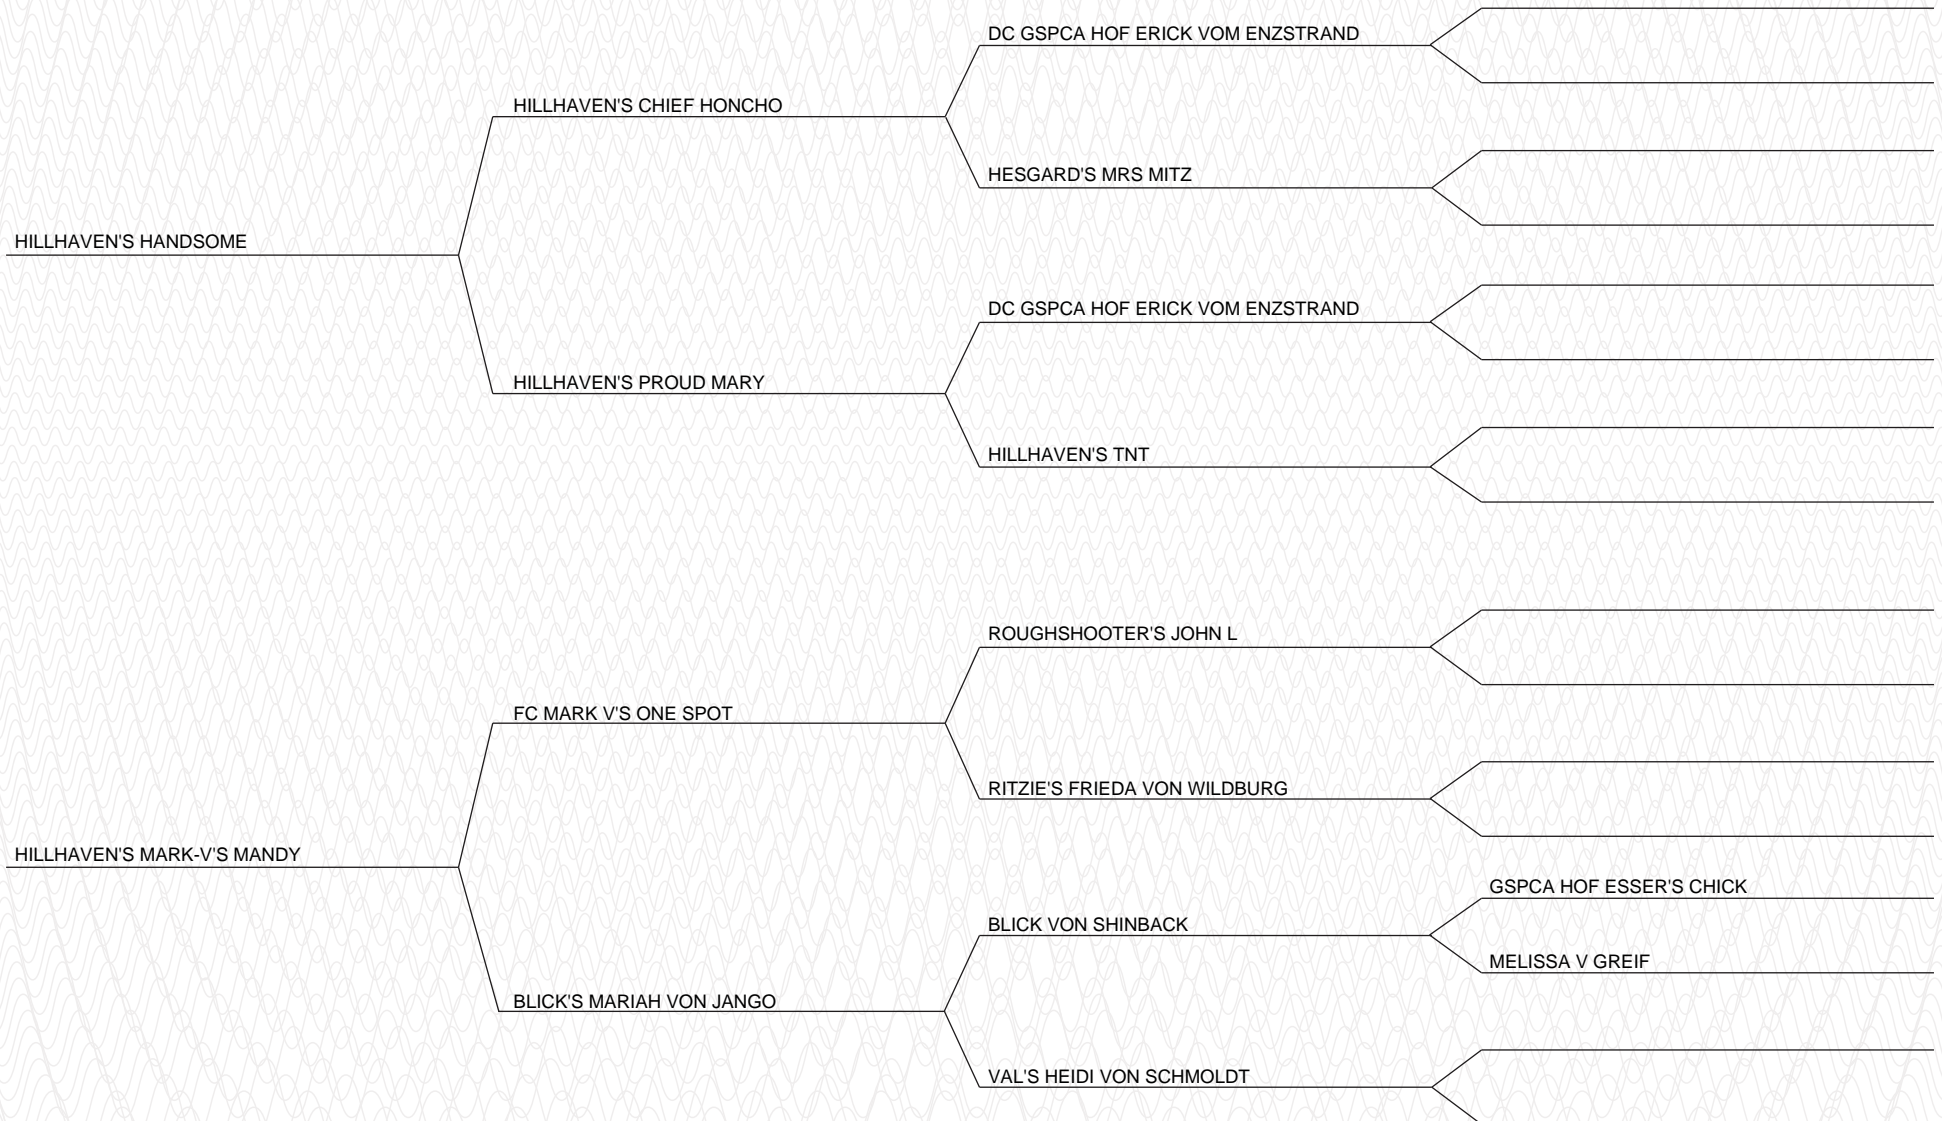 DC GSPCA HOF ERICK VOM ENZSTRAND
HILLHAVEN'S CHIEF HONCHO
HESGARD'S MRS MITZ
HILLHAVEN'S HANDSOME
DC GSPCA HOF ERICK VOM ENZSTRAND
HILLHAVEN'S PROUD MARY
HILLHAVEN'S TNT
ROUGHSHOOTER'S JOHN L
FC MARK V'S ONE SPOT
RITZIE'S FRIEDA VON WILDBURG
HILLHAVEN'S MARK-V'S MANDY
GSPCA HOF ESSER'S CHICK
BLICK VON SHINBACK
MELISSA V GREIF
BLICK'S MARIAH VON JANGO
VAL'S HEIDI VON SCHMOLDT